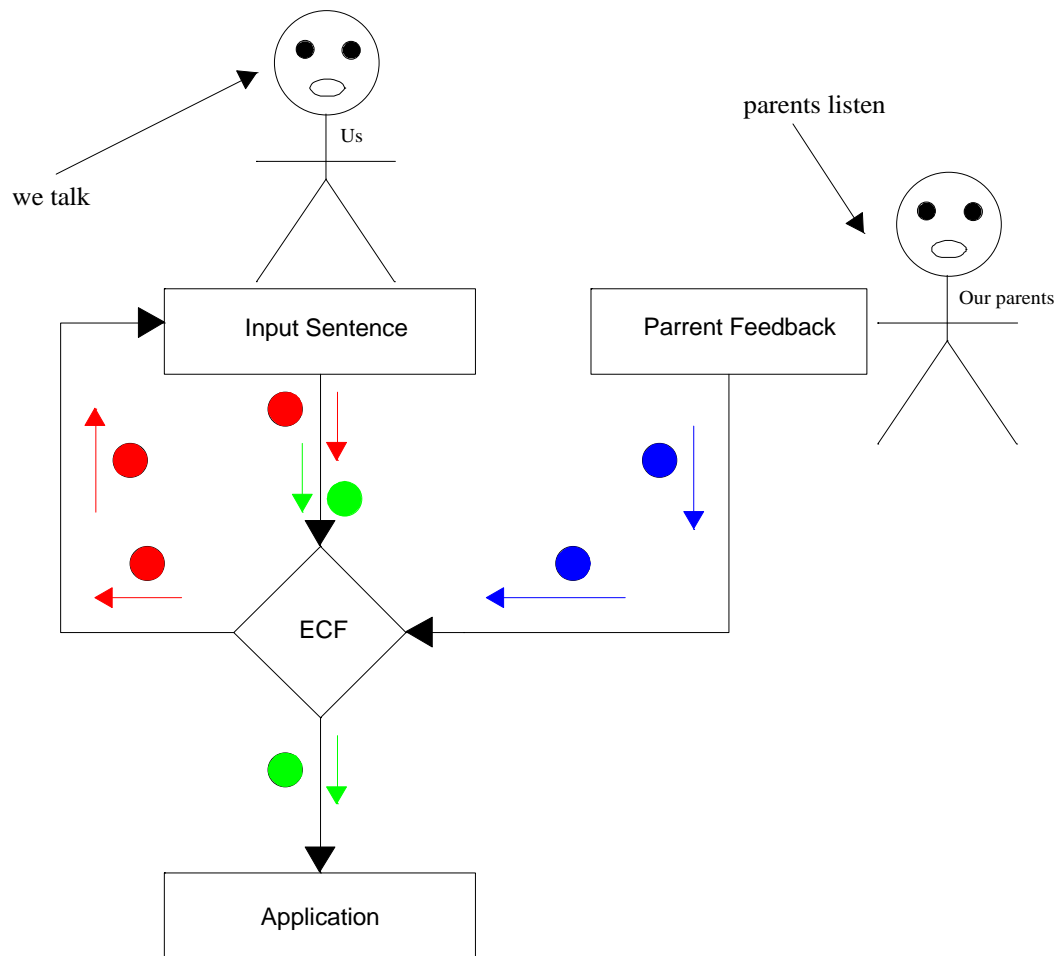 parents listen
Us
we talk
Our parents
Input Sentence
Parrent Feedback
ECF
Application